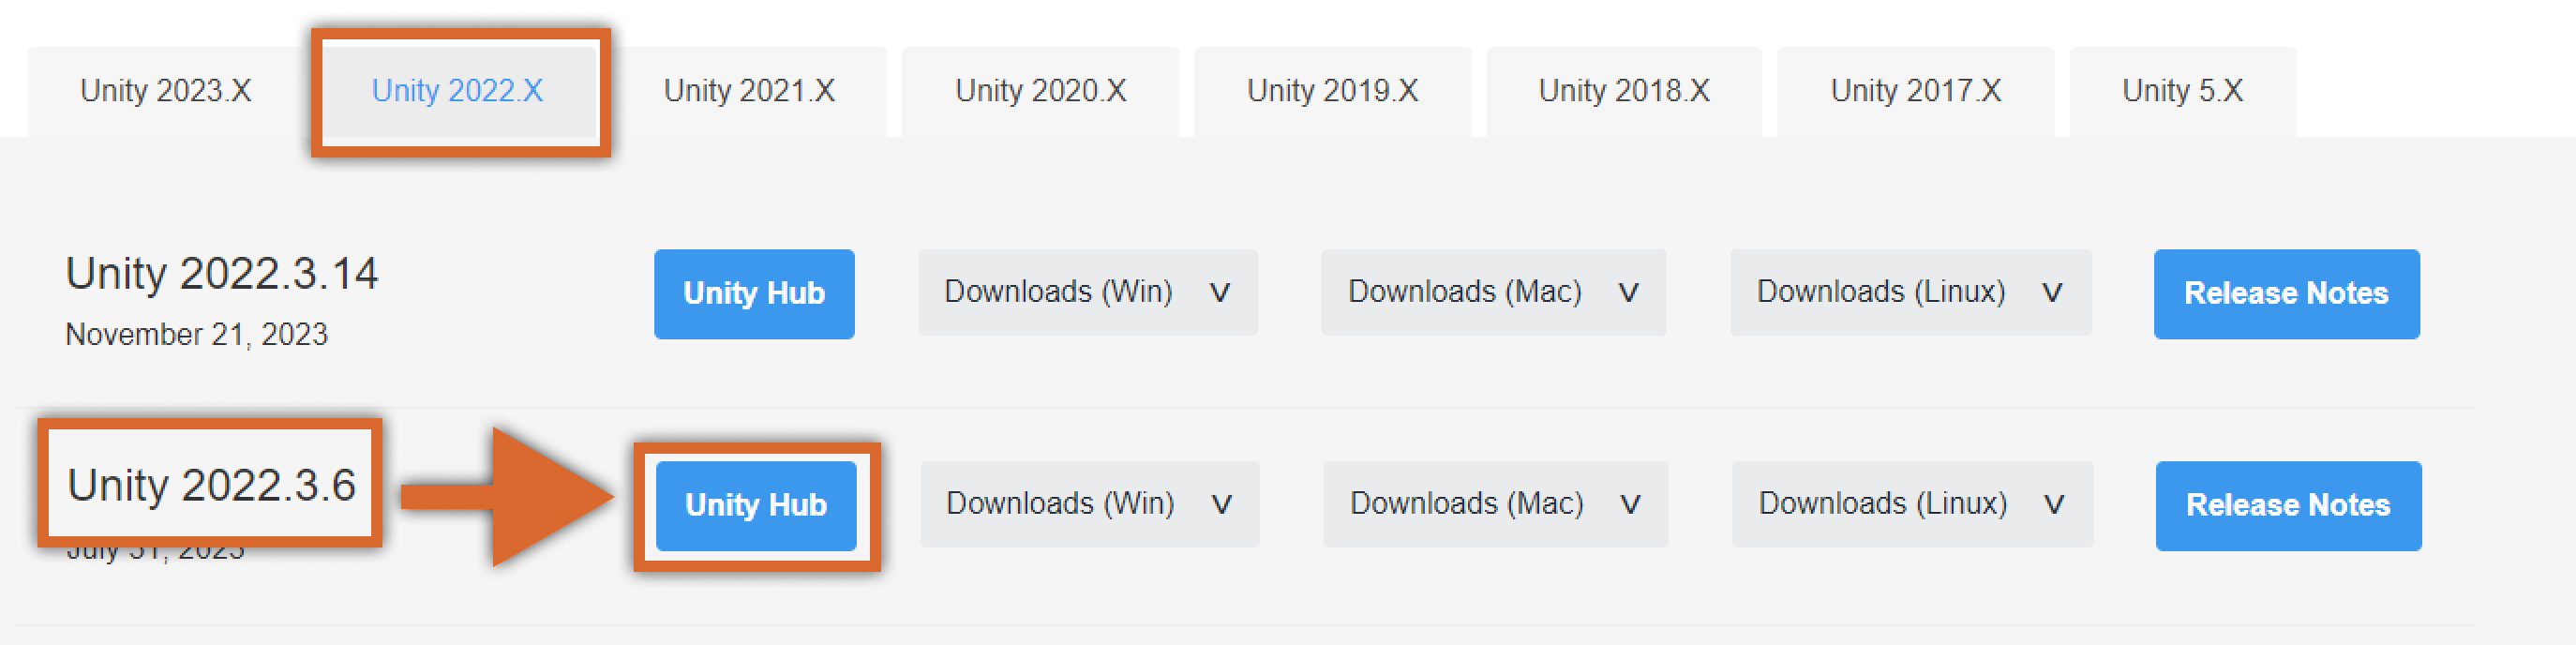 Unity 2023.X Unity 2022.X Unity 2021.X Unity 2020.X Unity 2019.X Unity 2018.X Unity 2017.X Unity 5.X
Unity 2022.3.14 Unity Hub Downloads (Win) Downloads (Mac) Downloads (Linux) Release Notes
November 21, 2023
Unity 2022.3.6 Unity Hub Downloads (Win) Downloads (Mac) Downloads (Linux) Release Notes
July 31, 2023